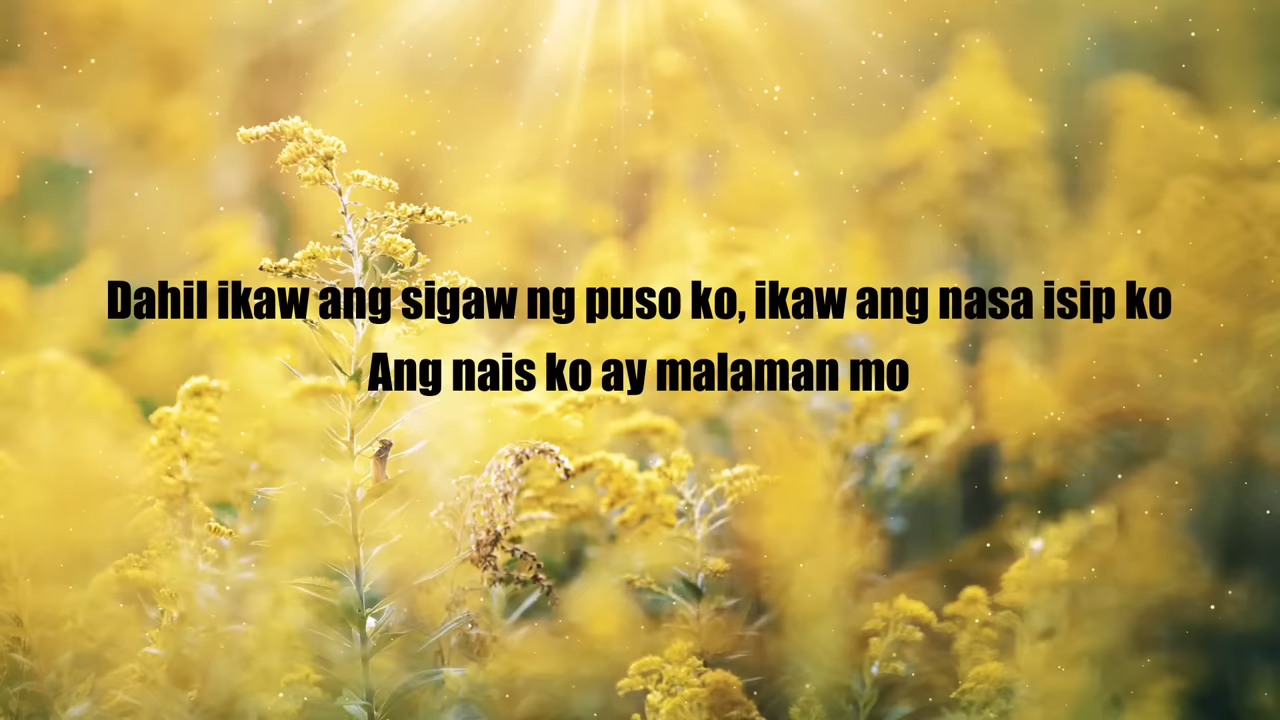 Dahil ikaw ang sigaw ng puso ko, ikaw ang nasa isip ko
Ang nais ko ay malaman mo